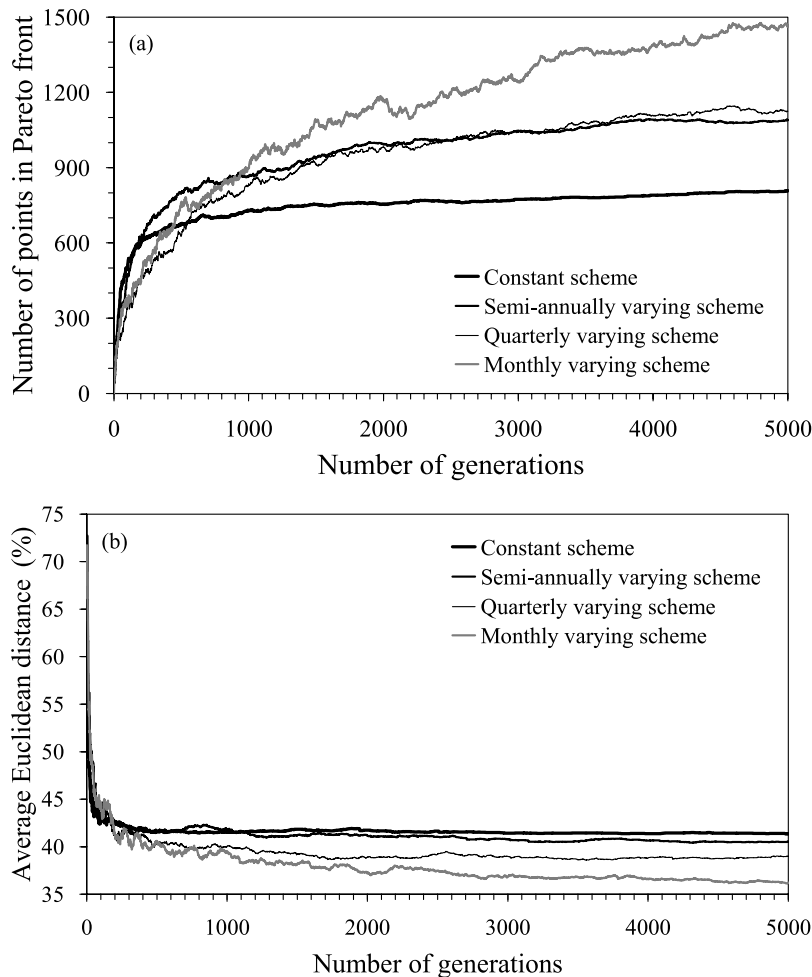 Number of points in Pareto front
1500
1200
900
600
300
0
(a)
Constant scheme
Semi-annually varying scheme
Quarterly varying scheme
Monthly varying scheme
0 1000 2000 3000 4000 5000
Number of generations
Average Euclidean distance (%)
75
70
65
60
55
50
45
40
35
(b)
Constant scheme
Semi-annually varying scheme
Quarterly varying scheme
Monthly varying scheme
0 1000 2000 3000 4000 5000
Number of generations